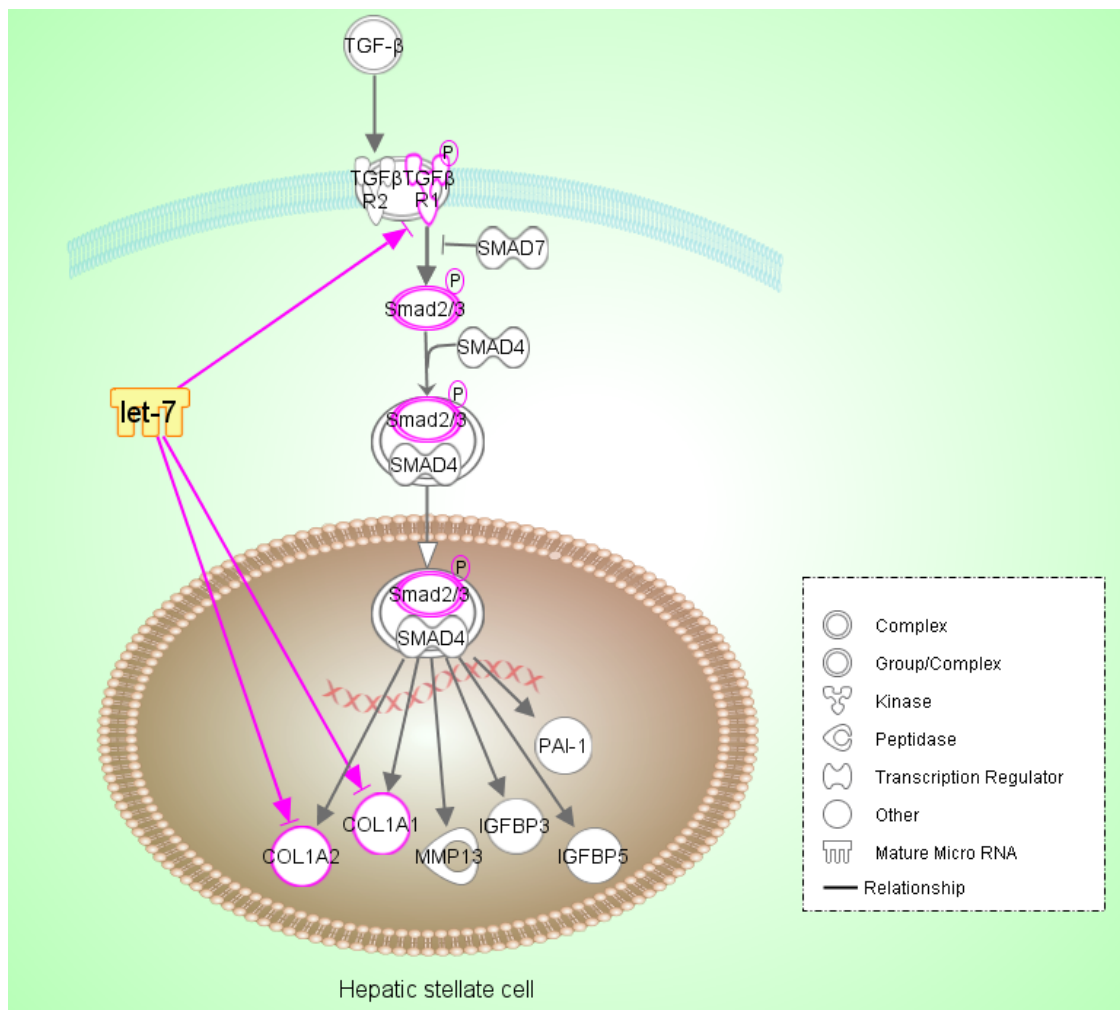 TGF-β
P
TGFβ TGFβ
R2 R1
SMAD7
P
Smad2/3
SMAD4
let-7
P
Smad2/3
SMAD4
P
Smad2/3
SMAD4
PAI-1
COL1A1
IGFBP3
COL1A2
MMP13
IGFBP5
Complex
Group/Complex
Kinase
Peptidase
Transcription Regulator
Other
Mature Micro RNA
Relationship
Hepatic stellate cell